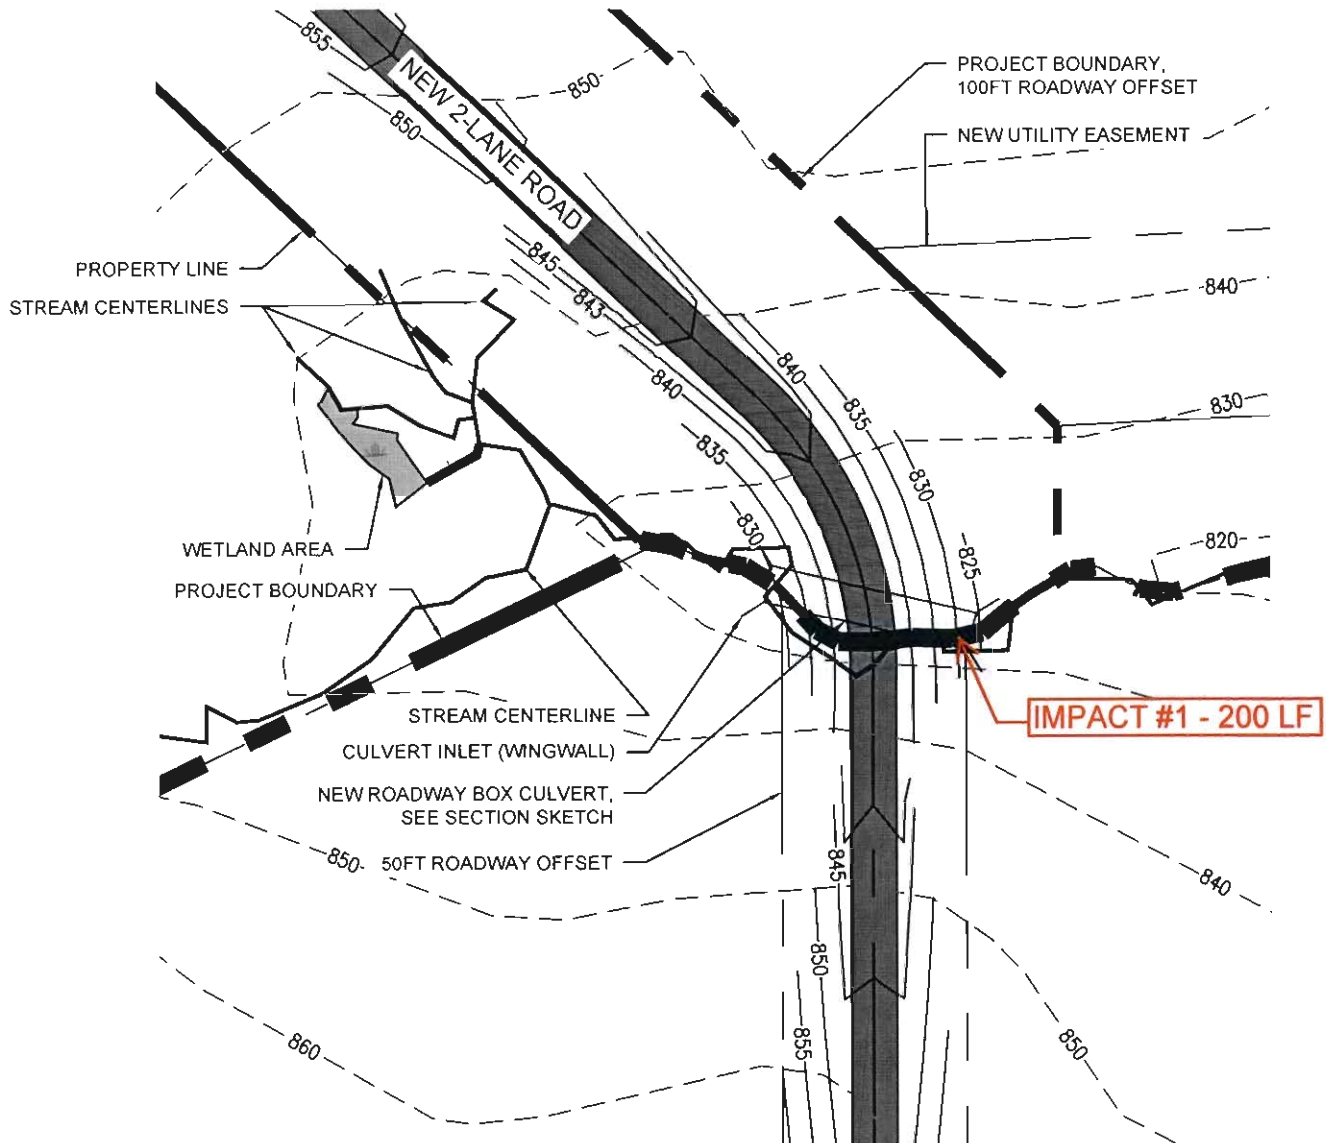 855
850
850
NEW 2-LANE ROAD
PROJECT BOUNDARY,
100FT ROADWAY OFFSET
NEW UTILITY EASEMENT
PROPERTY LINE
STREAM CENTERLINES
845
843
840
840
840
835
835
830
830
830
825
820
WETLAND AREA
PROJECT BOUNDARY
STREAM CENTERLINE
CULVERT INLET (WINGWALL)
NEW ROADWAY BOX CULVERT,
SEE SECTION SKETCH
50FT ROADWAY OFFSET
IMPACT #1 - 200 LF
850
845
840
850
855
860
850